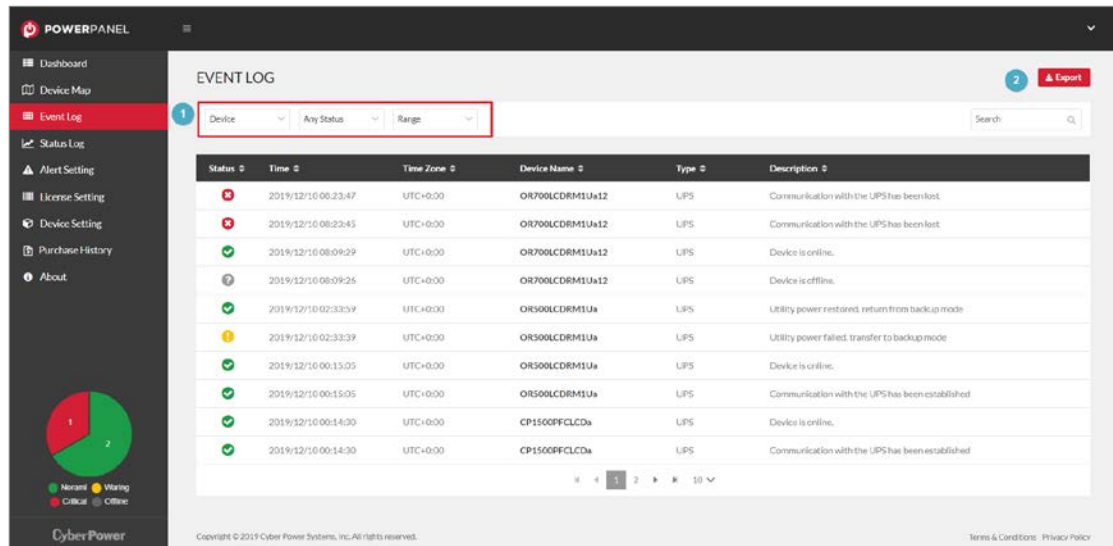 POWERPANEL
Dashboard
Device Map
Event Log
Status Log
Alert Setting
License Setting
Device Setting
Purchase History
About
1
2
Noraml Waring
Critical Offline
CyberPower
EVENT LOG
2
Export
1
Device Any Status Range Search
Status Time Time Zone Device Name Type Description
2019/12/10 08:23:47 UTC+0:00 OR700LCDRM1Ua12 UPS Communication with the UPS has been lost
2019/12/10 08:23:45 UTC+0:00 OR700LCDRM1Ua12 UPS Communication with the UPS has been lost
2019/12/10 08:09:29 UTC+0:00 OR700LCDRM1Ua12 UPS Device is online.
2019/12/10 08:09:26 UTC+0:00 OR700LCDRM1Ua12 UPS Device is offline.
2019/12/10 02:33:59 UTC+0:00 OR500LCDRM1Ua UPS Utility power restored, return from backup mode
2019/12/10 02:33:39 UTC+0:00 OR500LCDRM1Ua UPS Utility power failed, transfer to backup mode
2019/12/10 00:15:05 UTC+0:00 OR500LCDRM1Ua UPS Device is online.
2019/12/10 00:15:05 UTC+0:00 OR500LCDRM1Ua UPS Communication with the UPS has been established
2019/12/10 00:14:30 UTC+0:00 CP1500PFCLCDa UPS Device is online.
2019/12/10 00:14:30 UTC+0:00 CP1500PFCLCDa UPS Communication with the UPS has been established
1 2 10
Copyright © 2019 Cyber Power Systems, Inc. All rights reserved. Terms & Conditions Privacy Policy